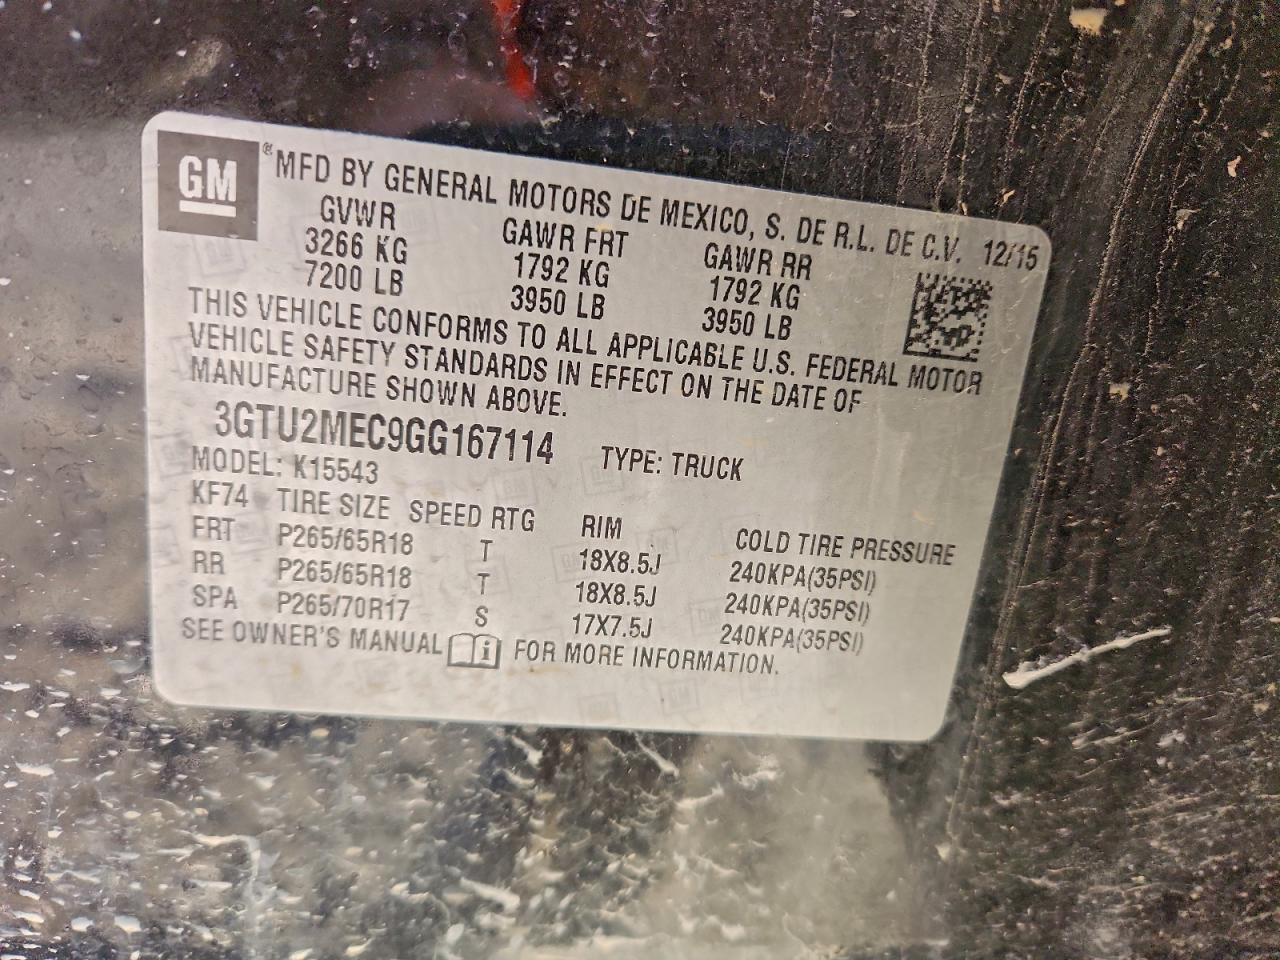 GM ® MFD BY GENERAL MOTORS DE MEXICO, S. DE R.L. DE C.V. 12/15
GVWR GAWR FRT GAWR RR
3266 KG 1792 KG 1792 KG
7200 LB 3950 LB 3950 LB
THIS VEHICLE CONFORMS TO ALL APPLICABLE U.S. FEDERAL MOTOR
VEHICLE SAFETY STANDARDS IN EFFECT ON THE DATE OF
MANUFACTURE SHOWN ABOVE.
3GTU2MEC9GG167114 TYPE: TRUCK
MODEL: K15543
KF74 TIRE SIZE SPEED RTG RIM COLD TIRE PRESSURE
FRT P265/65R18 T 18X8.5J 240KPA(35PSI)
RR P265/65R18 T 18X8.5J 240KPA(35PSI)
SPA P265/70R17 S 17X7.5J 240KPA(35PSI)
SEE OWNER'S MANUAL i FOR MORE INFORMATION.